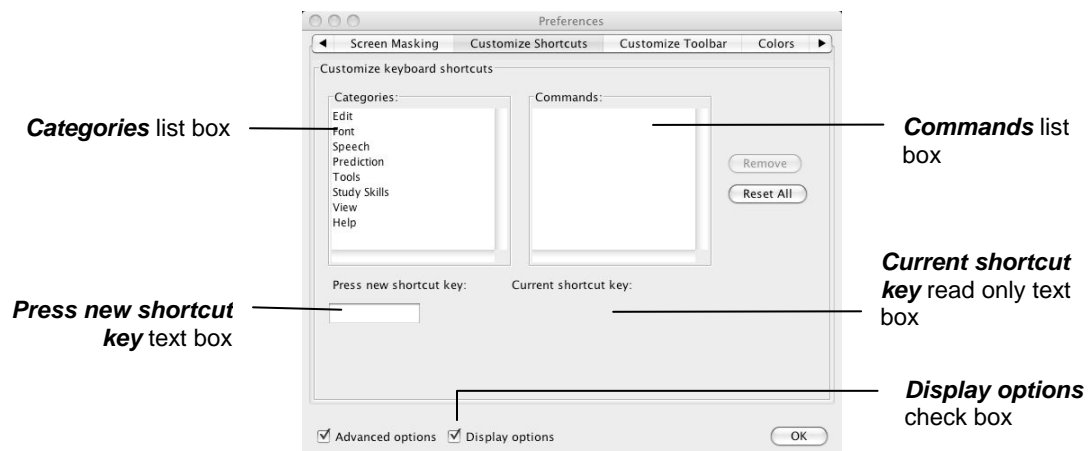 Preferences
◀ Screen Masking Customize Shortcuts Customize Toolbar Colors ▶
Customize keyboard shortcuts
Categories:
Edit
Font
Speech
Prediction
Tools
Study Skills
View
Help
Commands:
Remove
Reset All
Press new shortcut key:
Current shortcut key:
Advanced options
Display options
OK
Categories list box
Press new shortcut
key text box
Commands list
box
Current shortcut
key read only text
box
Display options
check box